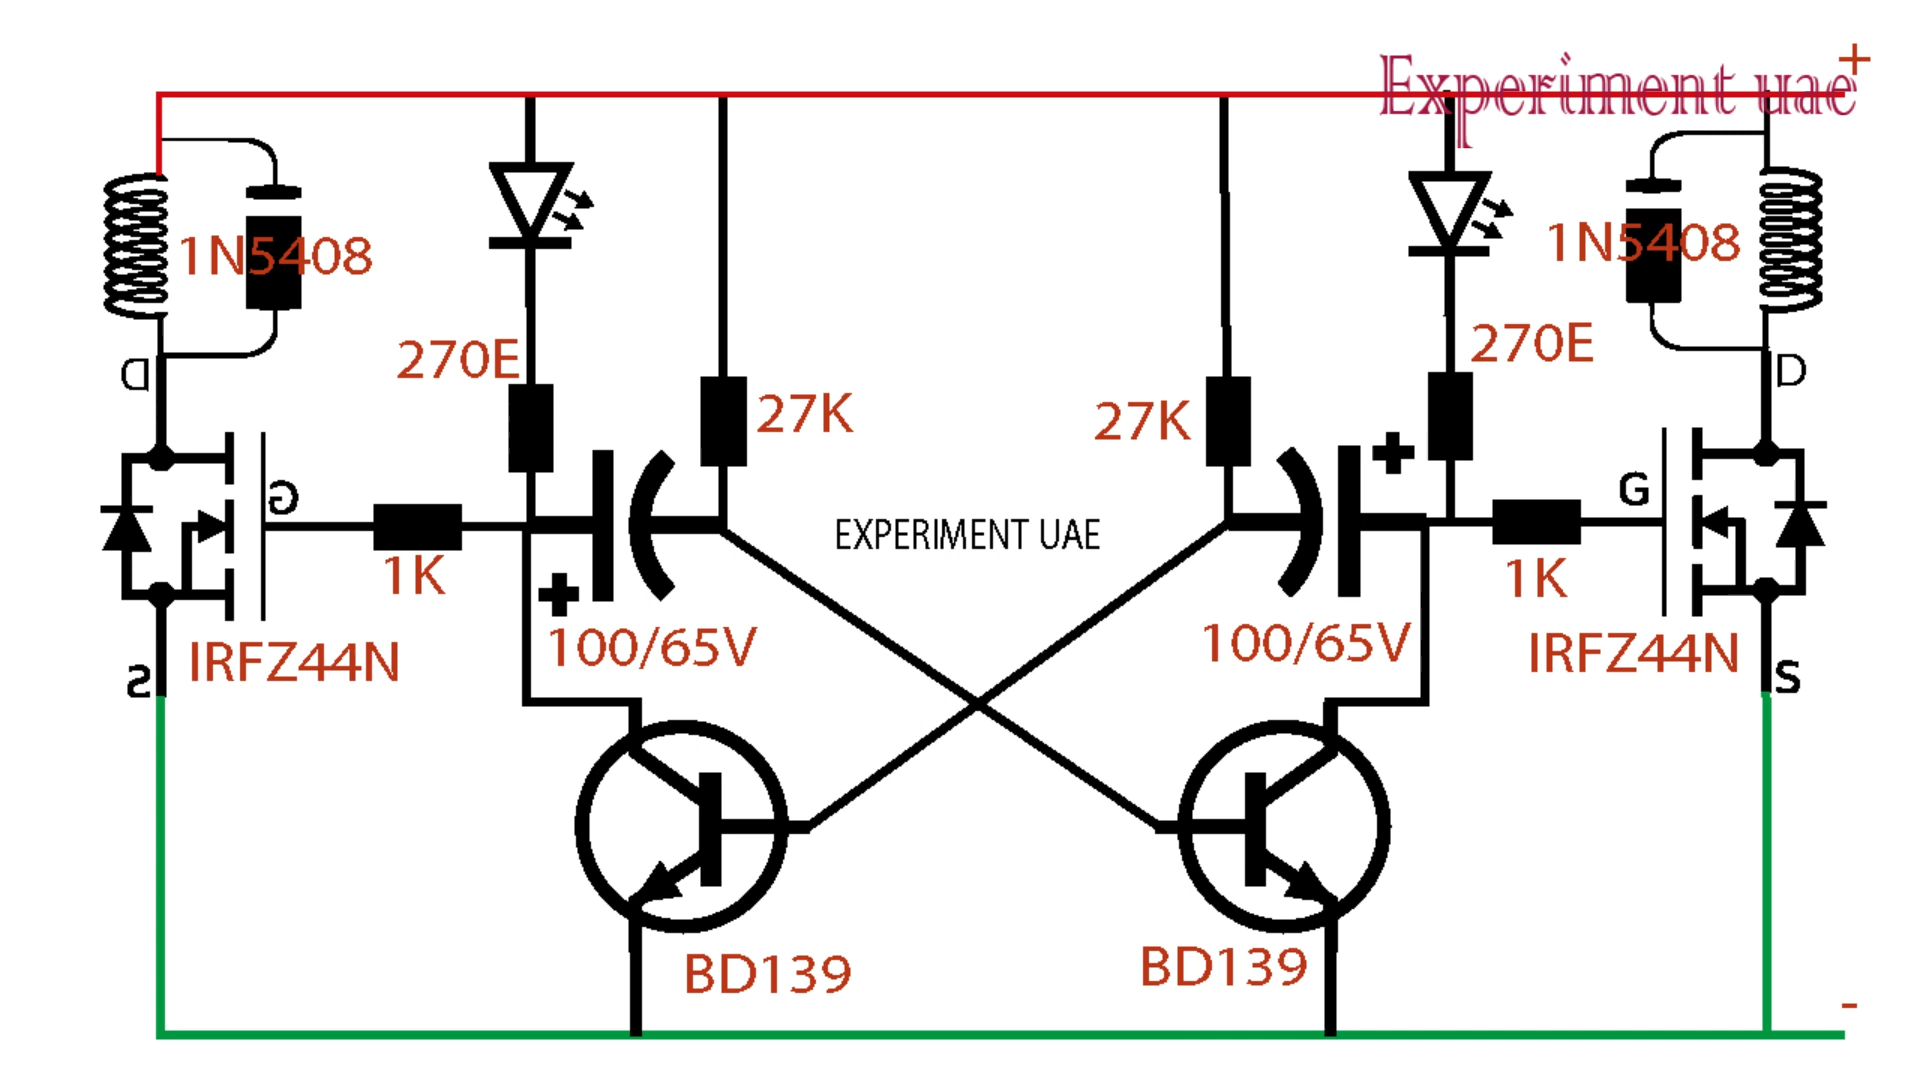 Experiment uae
+
1N5408
1N5408
270E
270E
D
D
27K
27K
+
G
G
EXPERIMENT UAE
1K
1K
+
100/65V
100/65V
IRFZ44N
IRFZ44N
S
S
BD139
BD139
-